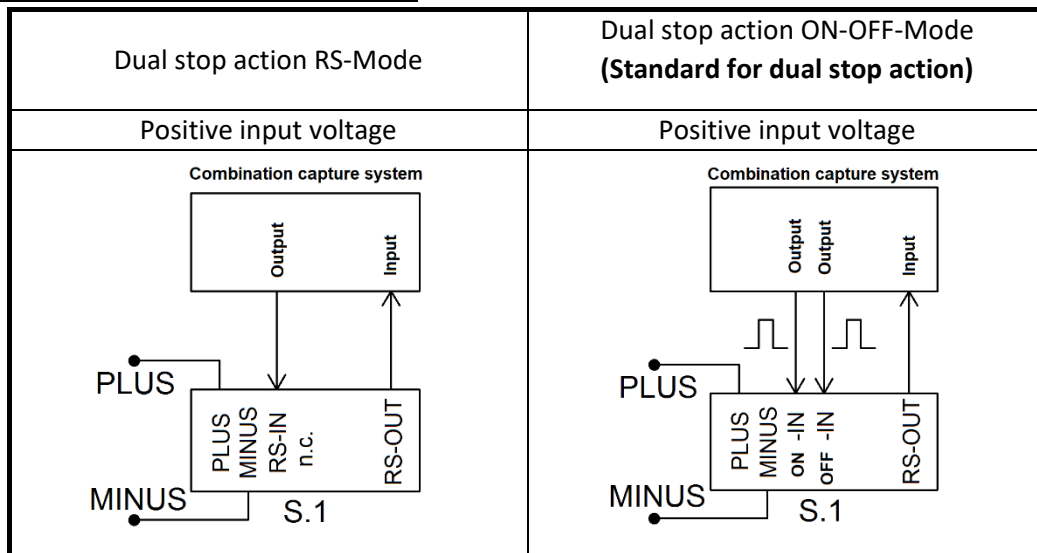 Dual stop action RS-Mode
Dual stop action ON-OFF-Mode
(Standard for dual stop action)
Positive input voltage
Positive input voltage
Combination capture system
Output
Input
PLUS
MINUS
PLUS
MINUS
RS-IN
n.c.
RS-OUT
S.1
Combination capture system
Output
Output
Input
PLUS
MINUS
PLUS
MINUS
ON -IN
OFF -IN
RS-OUT
S.1